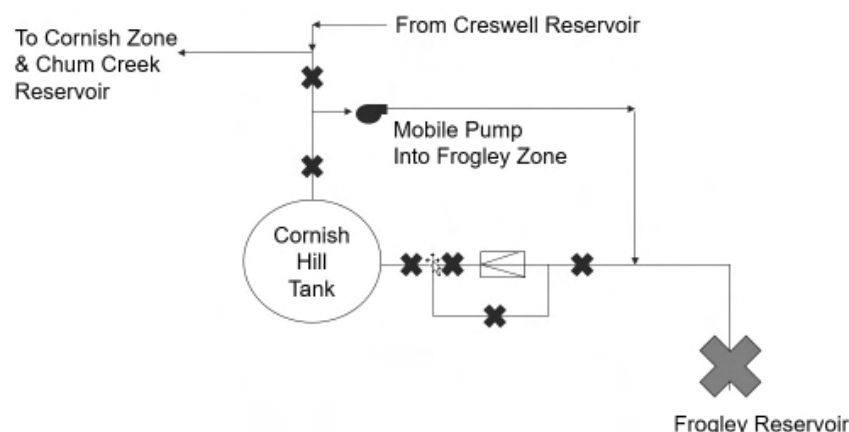 From Creswell Reservoir
To Cornish Zone
& Chum Creek
Reservoir
Mobile Pump
Into Frogley Zone
Cornish
Hill
Tank
Frogley Reservoir